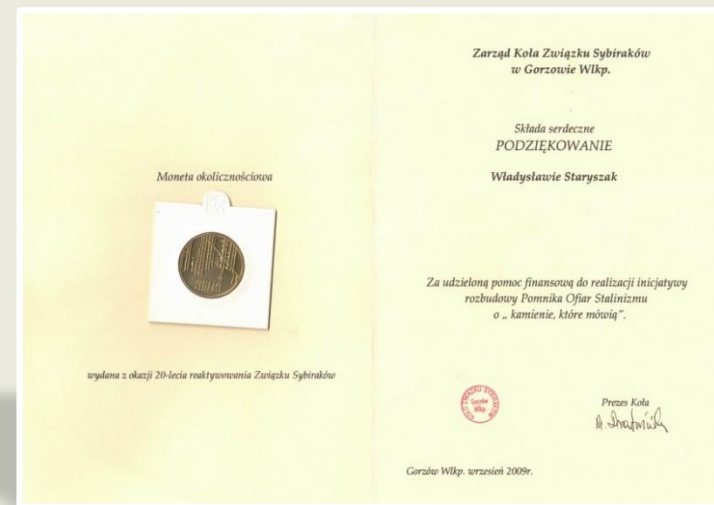 Moneta okolicznościowa
wydana z okazji 20-lecia reaktywowania Związku Sybiraków
Zarząd Koła Związku Sybiraków
w Gorzowie Wlkp.
Składa serdeczne
PODZIĘKOWANIE
Władysławie Staryszak
Za udzieloną pomoc finansową do realizacji inicjatywy
rozbudowy Pomnika Ofiar Stalinizmu
o „ kamienie, które mówią".
Gorzów
Wlkp.
Prezes Koła
Gorzów Wlkp. wrzesień 2009r.